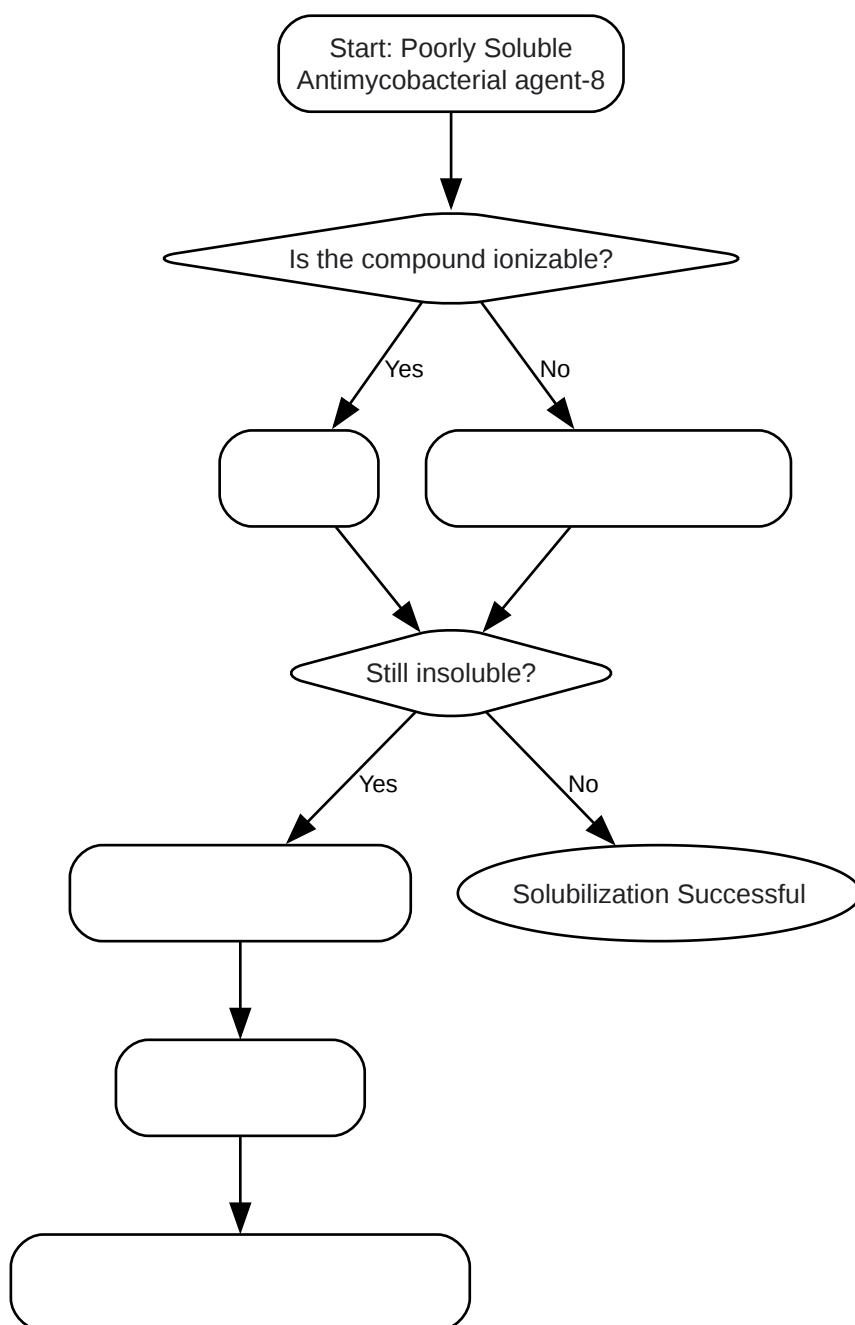 Start: Poorly Soluble
Antimycobacterial agent-8
Is the compound ionizable?
Yes
No
Still insoluble?
Yes
No
Solubilization Successful